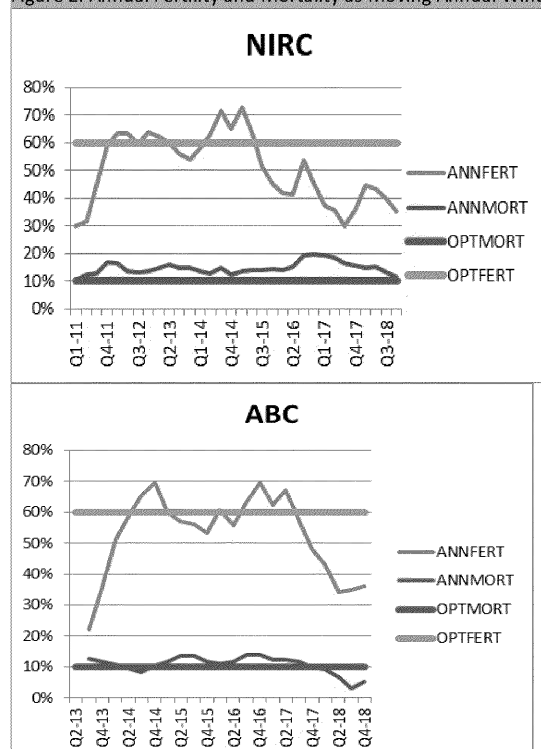 Figure 2: Annual Fertility and Mortality as Moving Annual Wind
NIRC
80%
70%
60%
50%
40%
30%
20%
10%
0%
Q1-11
Q4-11
Q3-12
Q2-13
Q1-14
Q4-14
Q3-15
Q2-16
Q1-17
Q4-17
Q3-18
ANNFERT
ANNMORT
OPTMORT
OPTFERT
ABC
80%
70%
60%
50%
40%
30%
20%
10%
0%
Q2-13
Q4-13
Q2-14
Q4-14
Q2-15
Q4-15
Q2-16
Q4-16
Q2-17
Q4-17
Q2-18
Q4-18
ANNFERT
ANNMORT
OPTMORT
OPTFERT